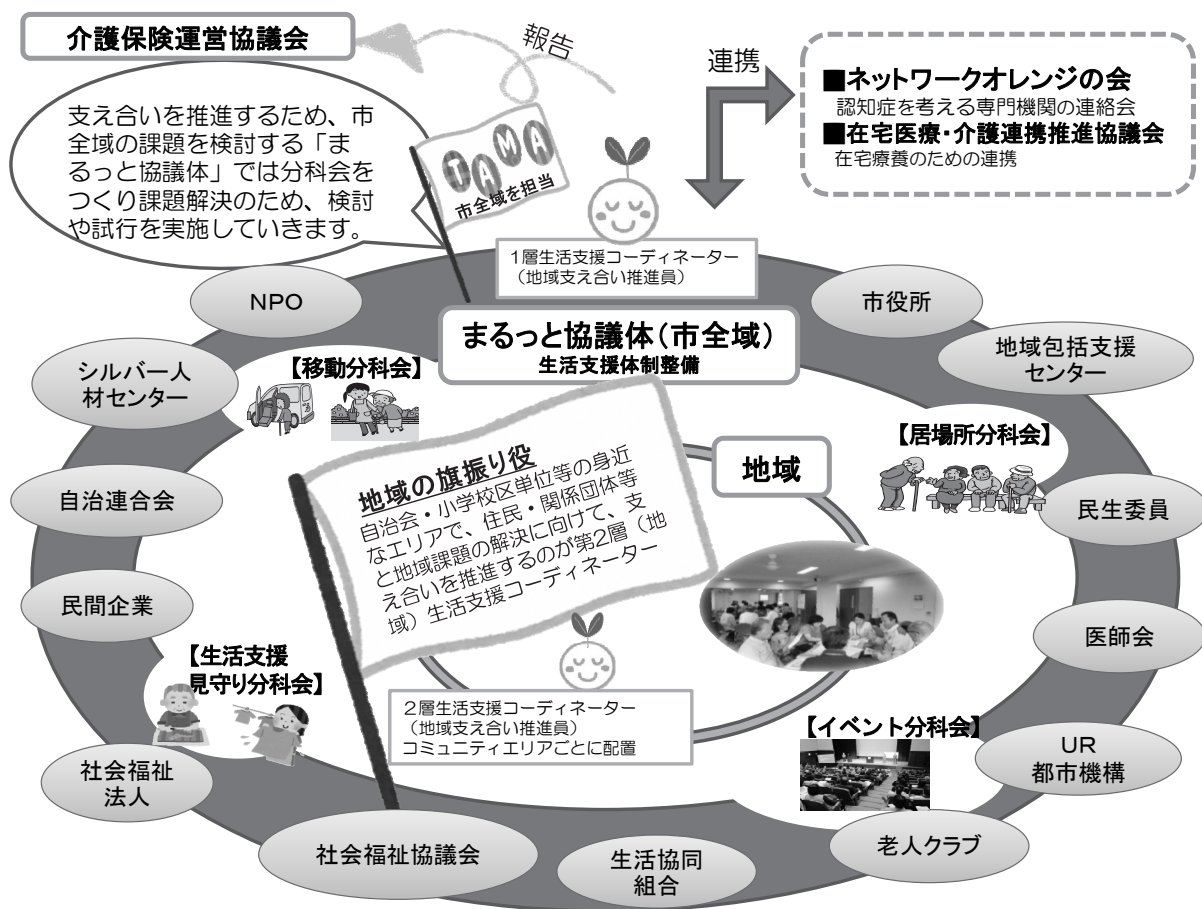 介護保険運営協議会
報告
連携
■ネットワークオレンジの会
認知症を考える専門機関の連絡会
■在宅医療・介護連携推進協議会
在宅療養のための連携
支え合いを推進するため、市
全域の課題を検討する「ま
るっと協議体」では分科会を
つくり課題解決のため、検討
や試行を実施していきます。
TAMA
市全域を担当
1層生活支援コーディネーター
（地域支え合い推進員）
NPO
市役所
まるっと協議体（市全域）
生活支援体制整備
シルバー人
材センター
【移動分科会】
地域包括支援
センター
【居場所分科会】
地域
地域の旗振り役
自治会・小学校区単位等の身近
なエリアで、住民・関係団体等
と地域課題の解決に向けて、支
え合いを推進するのが第2層（地
域）生活支援コーディネーター
自治連合会
民生委員
民間企業
医師会
【生活支援
見守り分科会】
2層生活支援コーディネーター
（地域支え合い推進員）
コミュニティエリアごとに配置
【イベント分科会】
UR
都市機構
社会福祉
法人
社会福祉協議会
生活協同
組合
老人クラブ